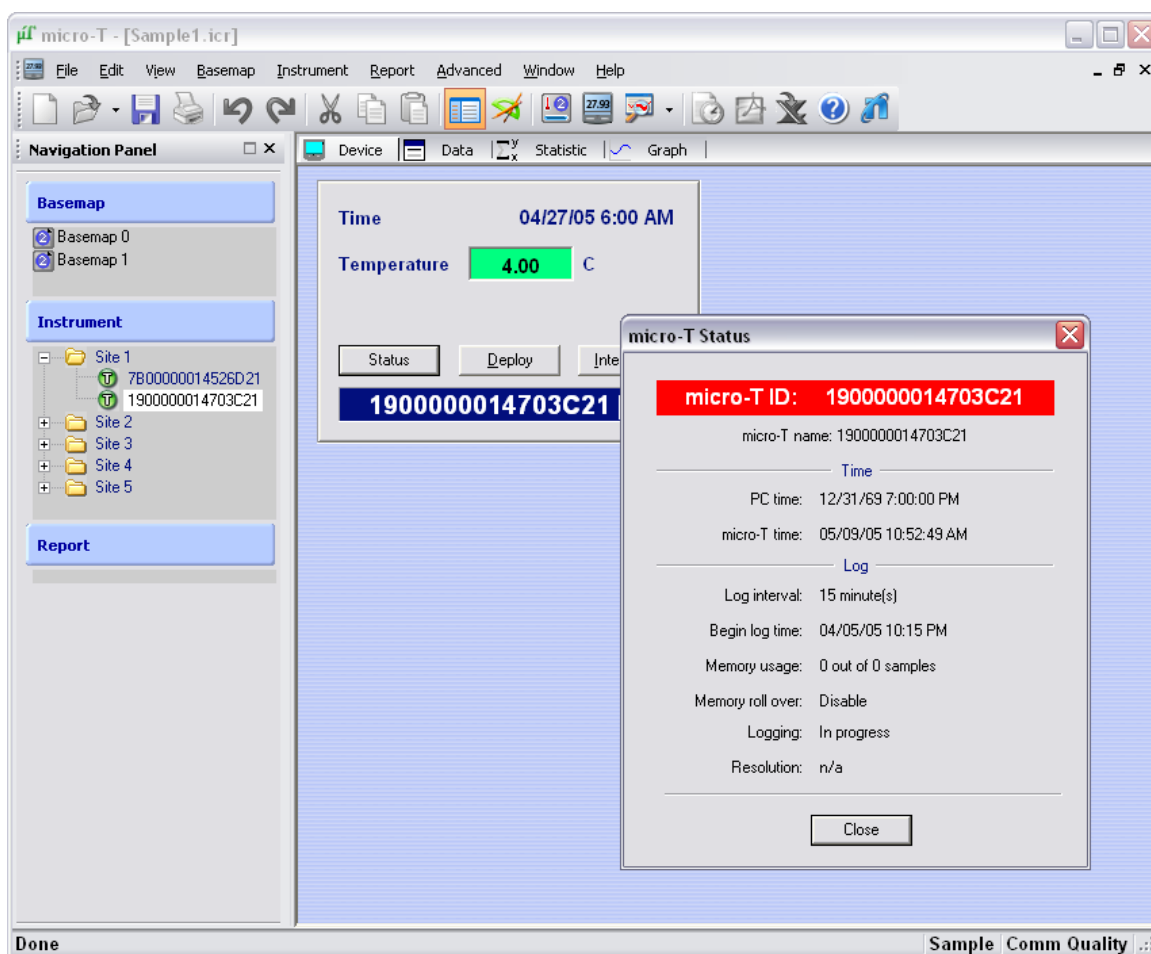 micro-T - [Sample1.icr]
File Edit View Basemap Instrument Report Advanced Window Help
27.93
Navigation Panel
Device Data Statistic Graph
Basemap
Basemap 0
Basemap 1
Instrument
Site 1
7B00000014526D21
1900000014703C21
Site 2
Site 3
Site 4
Site 5
Report
Time 04/27/05 6:00 AM
Temperature 4.00 C
Status Deploy Inte
1900000014703C21
micro-T Status
micro-T ID: 1900000014703C21
micro-T name: 1900000014703C21
Time
PC time: 12/31/69 7:00:00 PM
micro-T time: 05/09/05 10:52:49 AM
Log
Log interval: 15 minute(s)
Begin log time: 04/05/05 10:15 PM
Memory usage: 0 out of 0 samples
Memory roll over: Disable
Logging: In progress
Resolution: n/a
Close
Done Sample Comm Quality